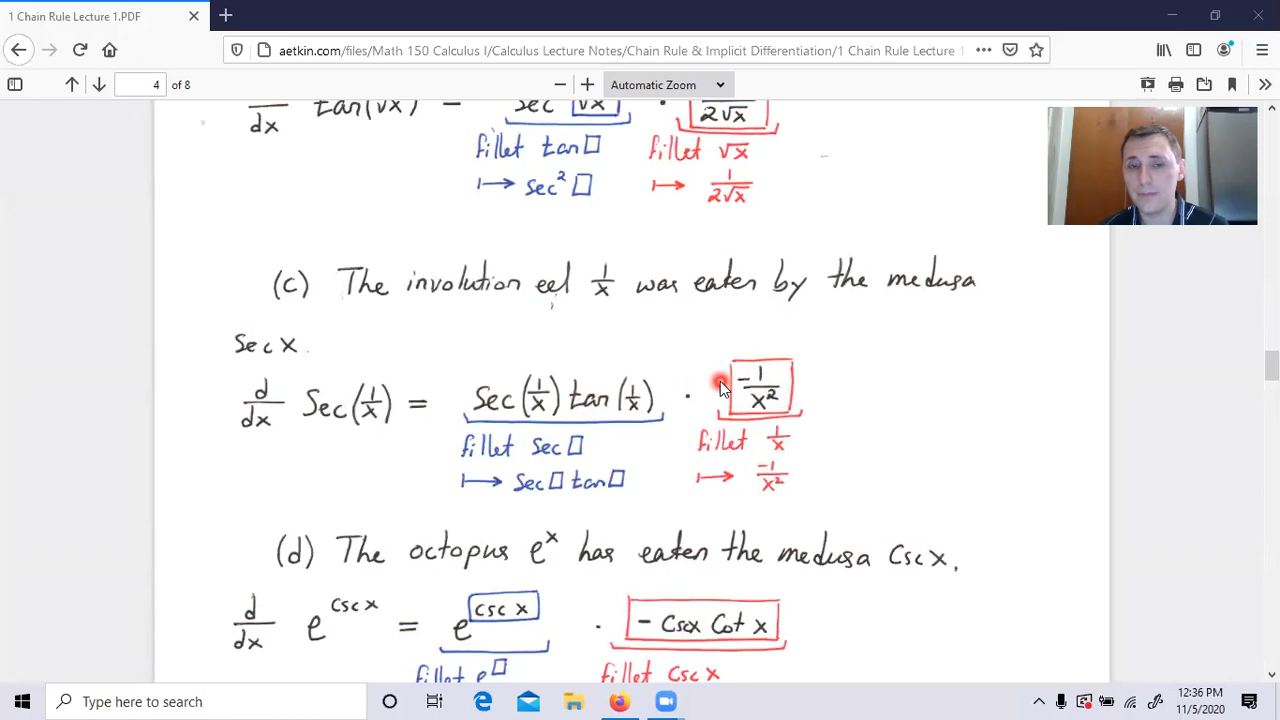 1 Chain Rule Lecture 1.PDF
aetkin.com/files/Math 150 Calculus I/Calculus Lecture Notes/Chain Rule & Implicit Differentiation/1 Chain Rule Lecture 1
4 of 8
Automatic Zoom
d/dx tan(√x) = sec² √x · 1/2√x
fillet tan□ fillet √x
↦ sec²□ ↦ 1/2√x
(c) The involution eel 1/x was eaten by the medusa
Sec x.
d/dx Sec(1/x) = Sec(1/x) tan(1/x) · -1/x²
fillet sec□ fillet 1/x
↦ Sec□ tan□ ↦ -1/x²
(d) The octopus eˣ has eaten the medusa Csc x.
d/dx e^csc x = e^csc x · - Cscx Cot x
fillet e^□ fillet Csc x
Type here to search
12:36 PM
11/5/2020